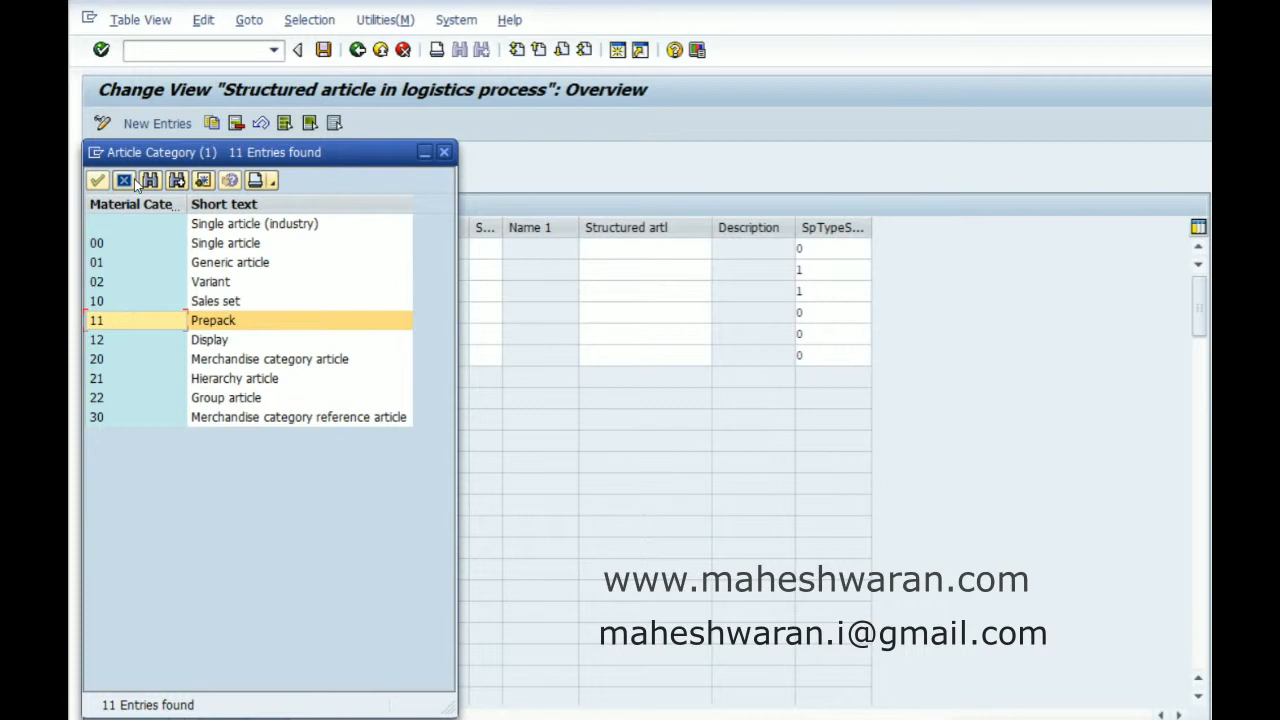 Table View Edit Goto Selection Utilities(M) System Help
Change View "Structured article in logistics process": Overview
New Entries
Article Category (1) 11 Entries found
Material Cate... Short text
Single article (industry)
00 Single article
01 Generic article
02 Variant
10 Sales set
11 Prepack
12 Display
20 Merchandise category article
21 Hierarchy article
22 Group article
30 Merchandise category reference article
11 Entries found
S... Name 1 Structured artl Description SpTypeS...
0
1
1
0
0
0
www.maheshwaran.com
maheshwaran.i@gmail.com